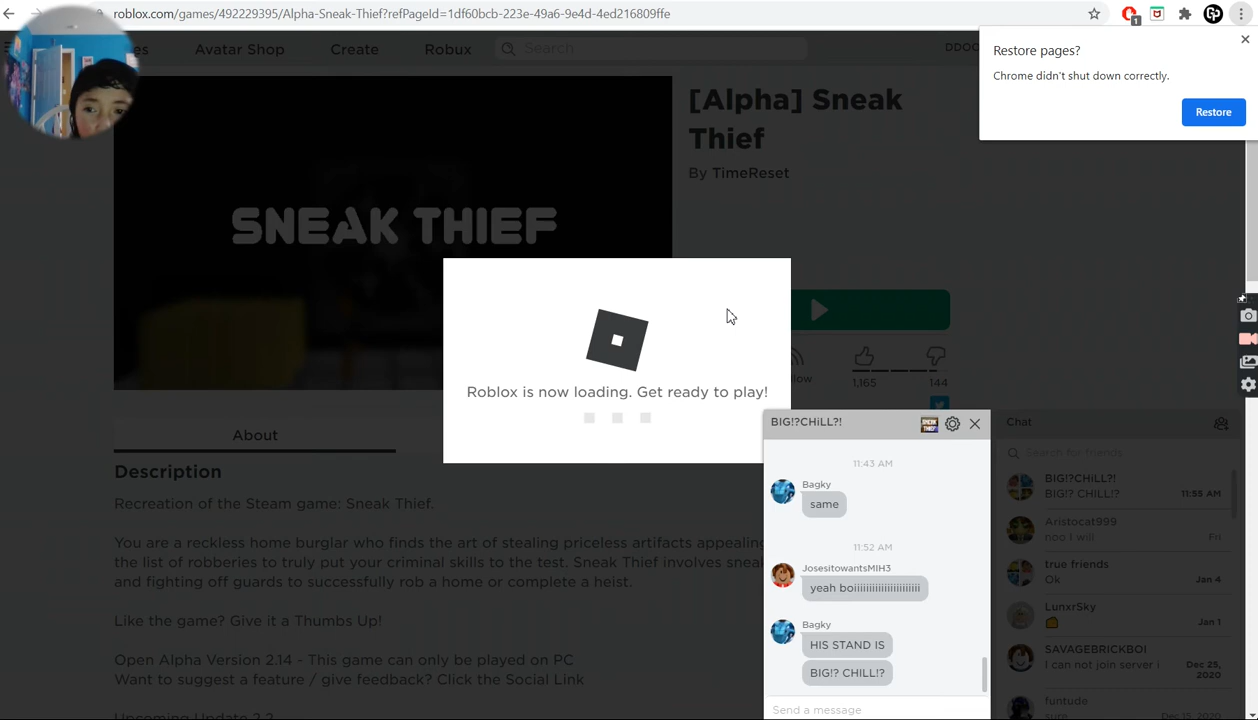 roblox.com/games/492229395/Alpha-Sneak-Thief?refPageId=1df60bcb-223e-49a6-9e4d-4ed216809ffe
1
Restore pages?
Chrome didn't shut down correctly.
Restore
Avatar Shop
Create
Robux
Search
[Alpha] Sneak
Thief
By TimeReset
SNEAK THIEF
Roblox is now loading. Get ready to play!
1,165
144
About
Description
Recreation of the Steam game: Sneak Thief.
You are a reckless home burglar who finds the art of stealing priceless artifacts appealing
the list of robberies to truly put your criminal skills to the test. Sneak Thief involves
and fighting off guards to successfully rob a home or complete a heist.
Like the game? Give it a Thumbs Up!
Open Alpha Version 2.14 - This game can only be played on PC
Want to suggest a feature / give feedback? Click the Social Link
Upcoming Update 2.2
BIG!?CHiLL?!
11:43 AM
Bagky
same
11:52 AM
JosesitowantsMIH3
yeah boiiiiiiiiiiiiiiiiiiiiii
Bagky
HIS STAND IS
BIG!? CHILL!?
Send a message
Chat
Search for friends
BIG!?CHILL?!
BIG!? CHILL!?
11:55 AM
Aristocat999
noo I will
Fri
true friends
Ok
Jan 4
LunxrSky
Jan 1
SAVAGEBRICKBOI
I can not join server i
Dec 25,
2020
funtude
sure